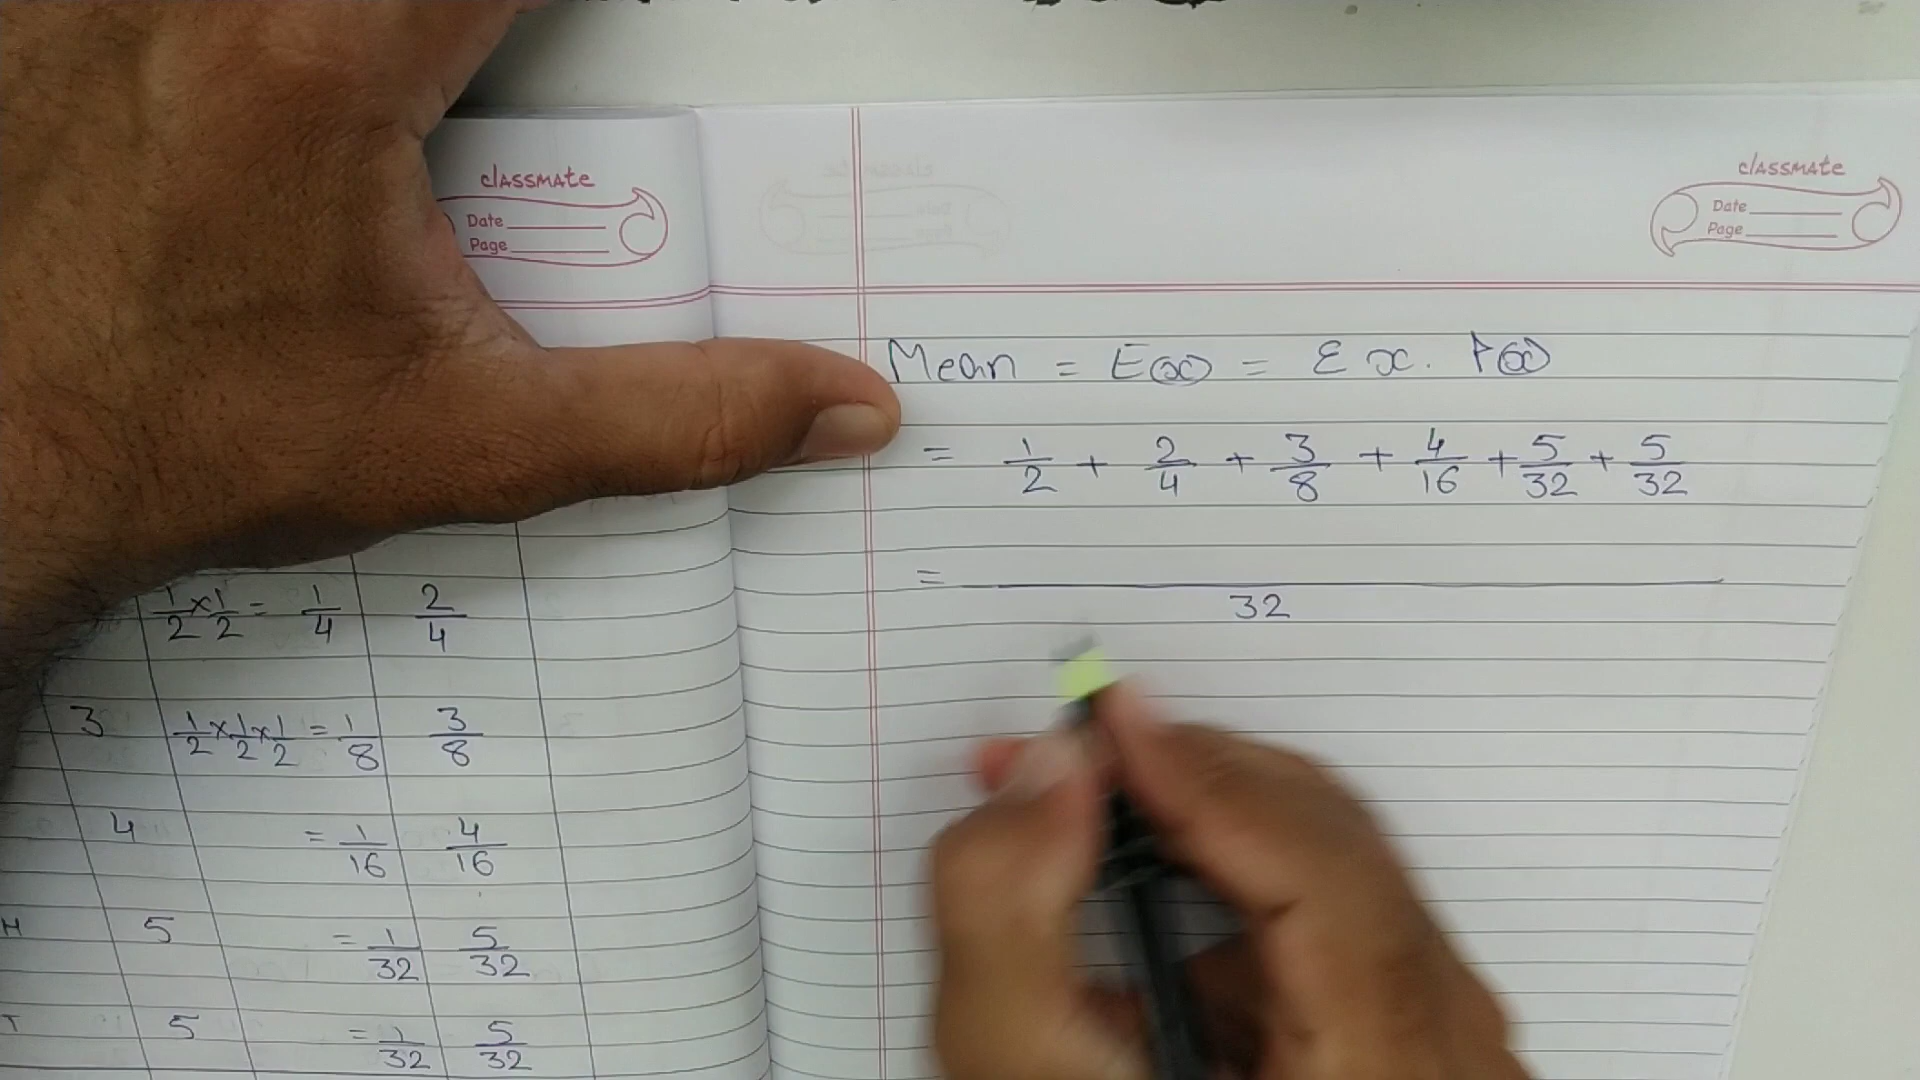 classmate
Date
Page
1/2 × 1/2 = 1/4 2/4
3 1/2 × 1/2 × 1/2 = 1/8 3/8
4 = 1/16 4/16
H 5 = 1/32 5/32
T 5 = 1/32 5/32
classmate
Date
Page
Mean = E(x) = Σ x. P(x)
= 1/2 + 2/4 + 3/8 + 4/16 + 5/32 + 5/32
=
32